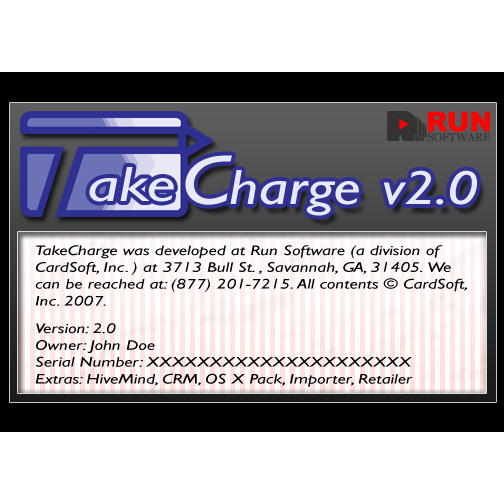 RUN
SOFTWARE
TakeCharge v2.0
TakeCharge was developed at Run Software (a division of
CardSoft, Inc. ) at 3713 Bull St. , Savannah, GA, 31405. We
can be reached at: (877) 201-7215. All contents © CardSoft,
Inc. 2007.
Version: 2.0
Owner: John Doe
Serial Number: XXXXXXXXXXXXXXXXXXXXX
Extras: HiveMind, CRM, OS X Pack, Importer, Retailer